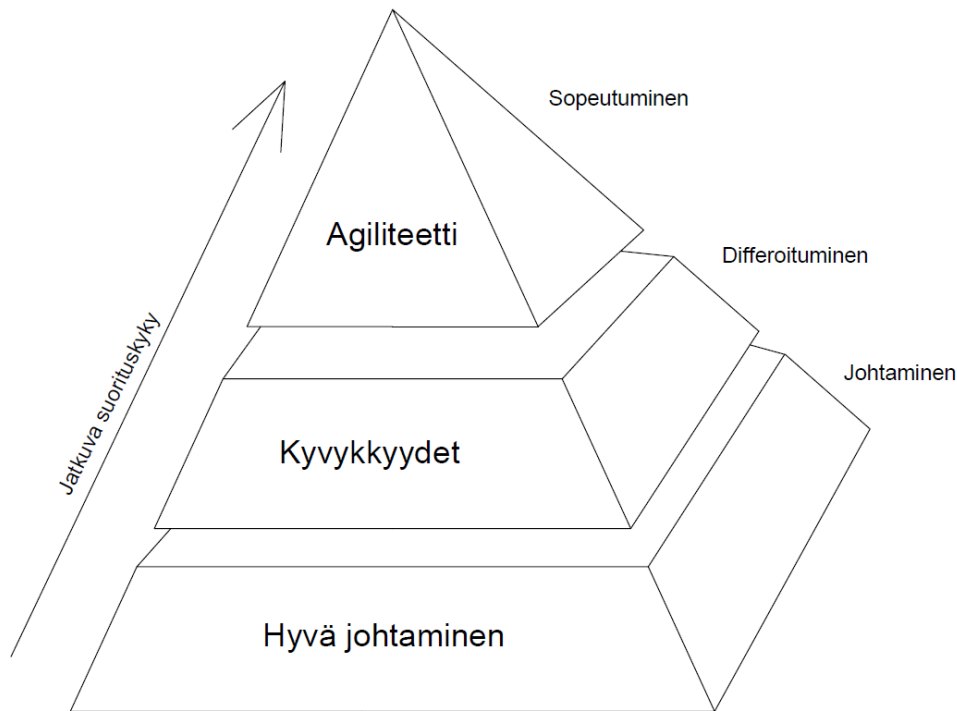 Sopeutuminen
Agiliteetti
Differoituminen
Jatkuva suorituskyky
Johtaminen
Kyvykkyydet
Hyvä johtaminen